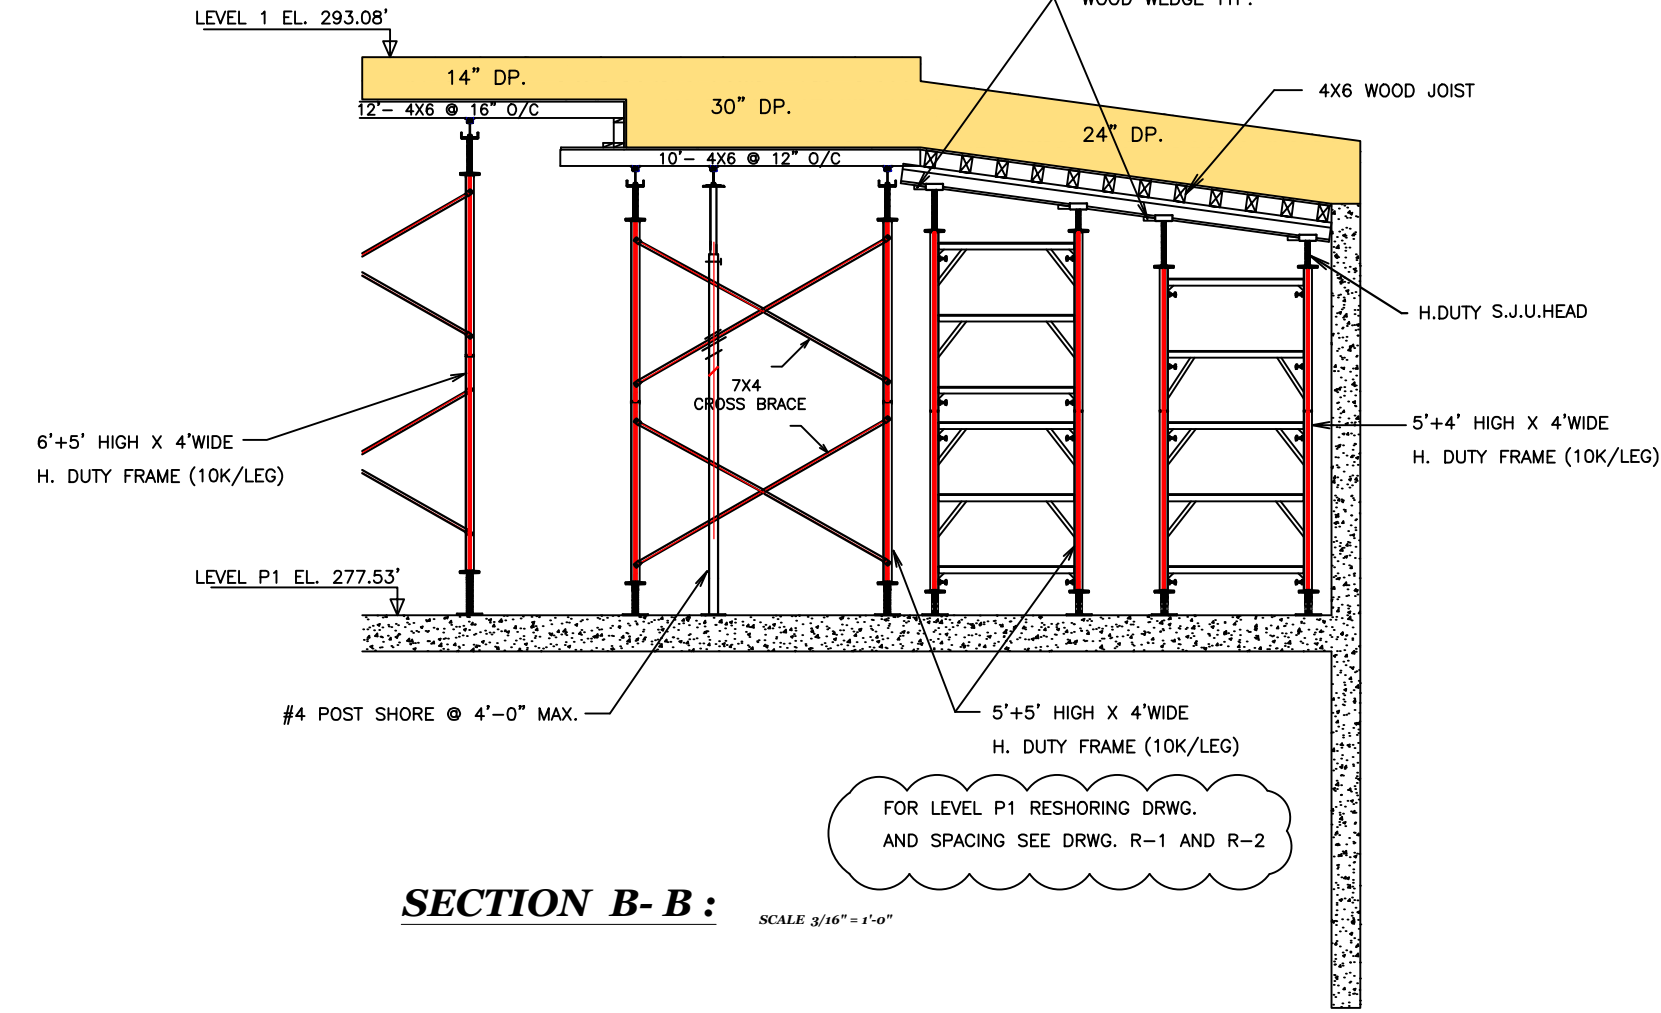 LEVEL 1 EL. 293.08'
14" DP.
12'- 4X6 @ 16" O/C
30" DP.
10'- 4X6 @ 12" O/C
24" DP.
4X6 WOOD JOIST
H.DUTY S.J.U.HEAD
7X4
CROSS BRACE
6'+5' HIGH X 4'WIDE
H. DUTY FRAME (10K/LEG)
5'+4' HIGH X 4'WIDE
H. DUTY FRAME (10K/LEG)
LEVEL P1 EL. 277.53'
#4 POST SHORE @ 4'-0" MAX.
5'+5' HIGH X 4'WIDE
H. DUTY FRAME (10K/LEG)
FOR LEVEL P1 RESHORING DRWG.
AND SPACING SEE DRWG. R-1 AND R-2
SECTION B-B:
SCALE 3/16" = 1'-0"